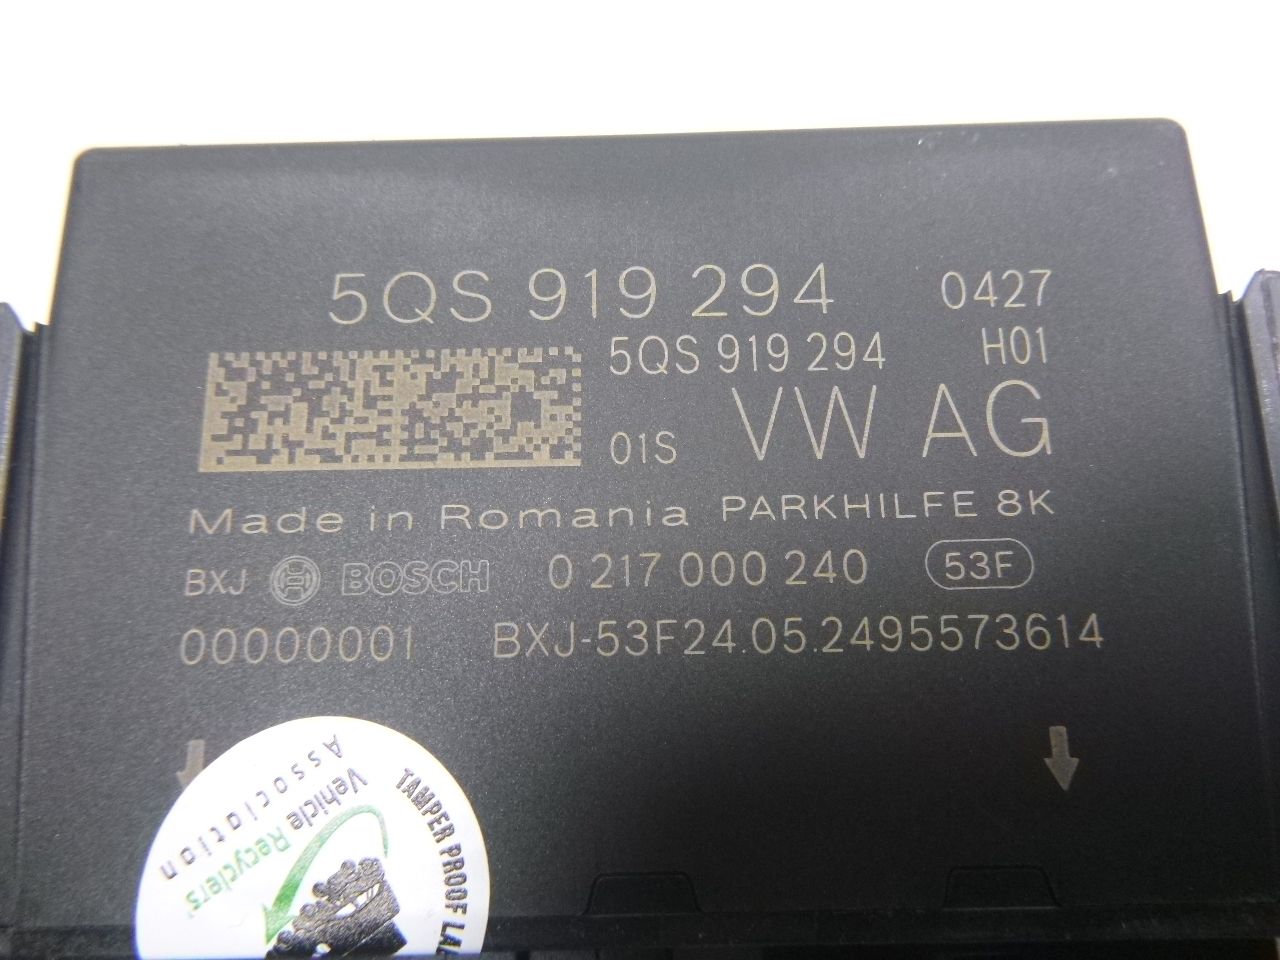 5QS 919 294 0427
5QS 919 294 H01
01S VW AG
Made in Romania PARKHILFE 8K
BXJ BOSCH 0 217 000 240 53F
00000001 BXJ-53F24.05.2495573614
Vehicle Recyclers'
Association
TAMPER PROOF